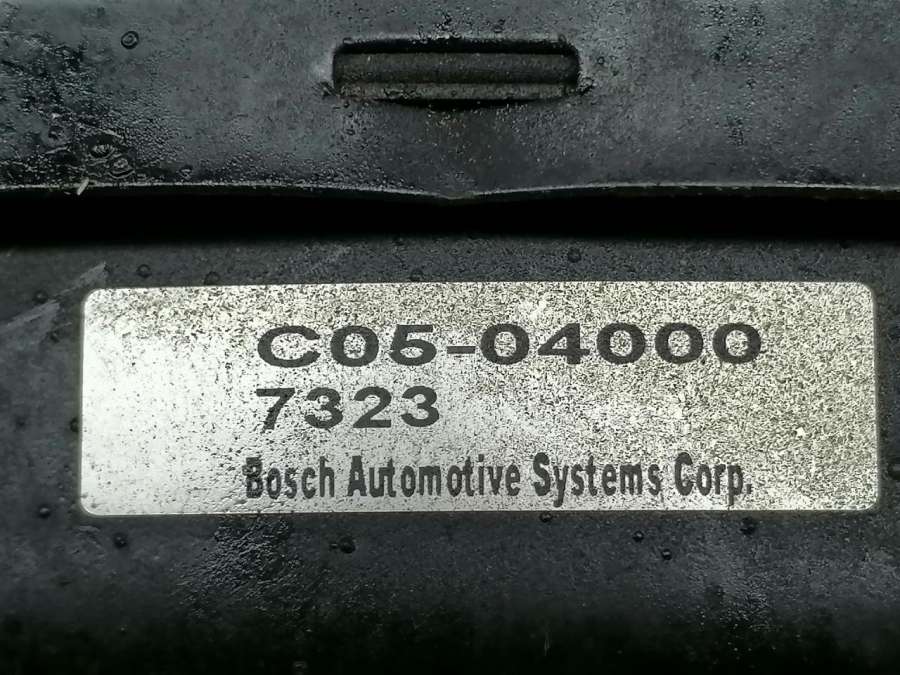 C05-04000
7323
Bosch Automotive Systems Corp.